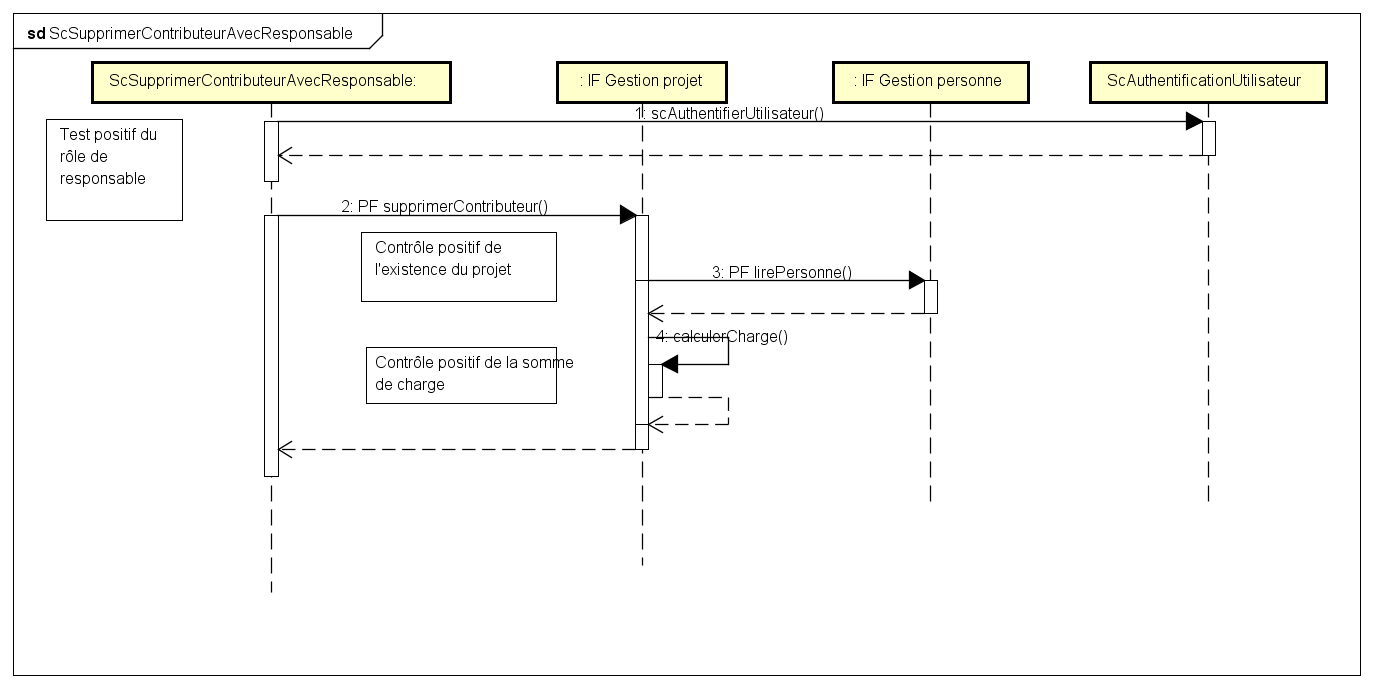 sd ScSupprimerContributeurAvecResponsable
ScSupprimerContributeurAvecResponsable:
: IF Gestion projet
: IF Gestion personne
ScAuthentificationUtilisateur
1: scAuthentifierUtilisateur()
Test positif du
rôle de
responsable
2: PF supprimerContributeur()
Contrôle positif de
l'existence du projet
3: PF lirePersonne()
4: calculerCharge()
Contrôle positif de la somme
de charge